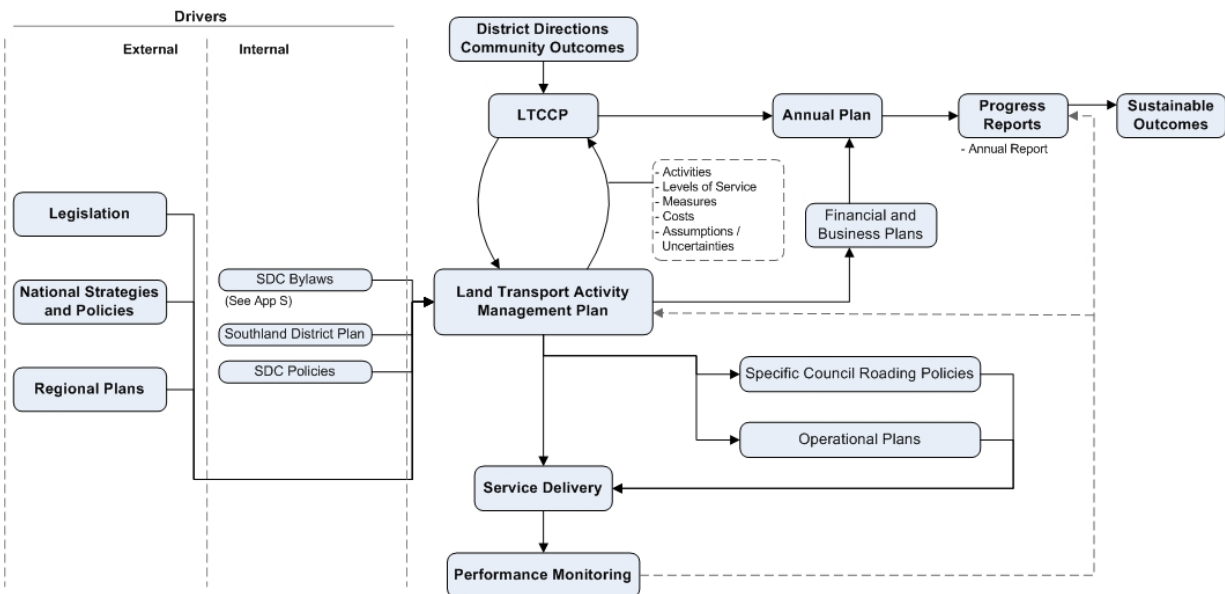 Drivers
External
Internal
District Directions
Community Outcomes
LTCCP
Annual Plan
Progress
Reports
- Annual Report
Sustainable
Outcomes
- Activities
- Levels of Service
- Measures
- Costs
- Assumptions /
Uncertainties
Financial and
Business Plans
Legislation
National Strategies
and Policies
Regional Plans
SDC Bylaws
(See App S)
Southland District Plan
SDC Policies
Land Transport Activity
Management Plan
Specific Council Roading Policies
Operational Plans
Service Delivery
Performance Monitoring